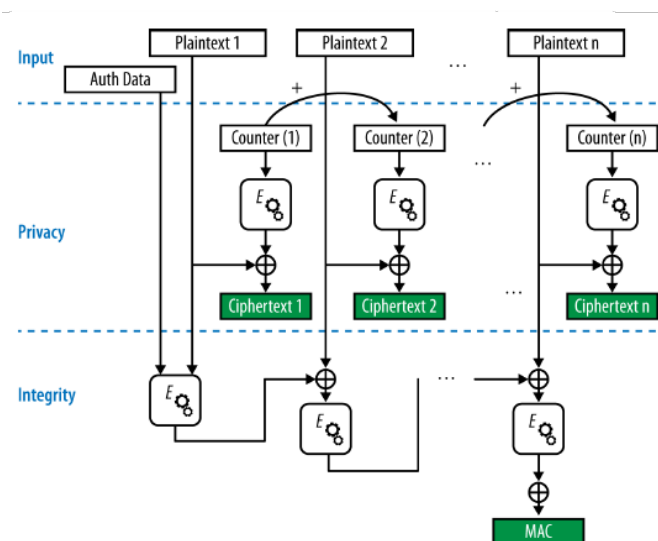 Plaintext 1
Plaintext 2
Plaintext n
Input
Auth Data
...
+
+
Counter (1)
Counter (2)
Counter (n)
...
E
E
E
Privacy
...
Ciphertext 1
Ciphertext 2
Ciphertext n
...
Integrity
E
E
E
MAC